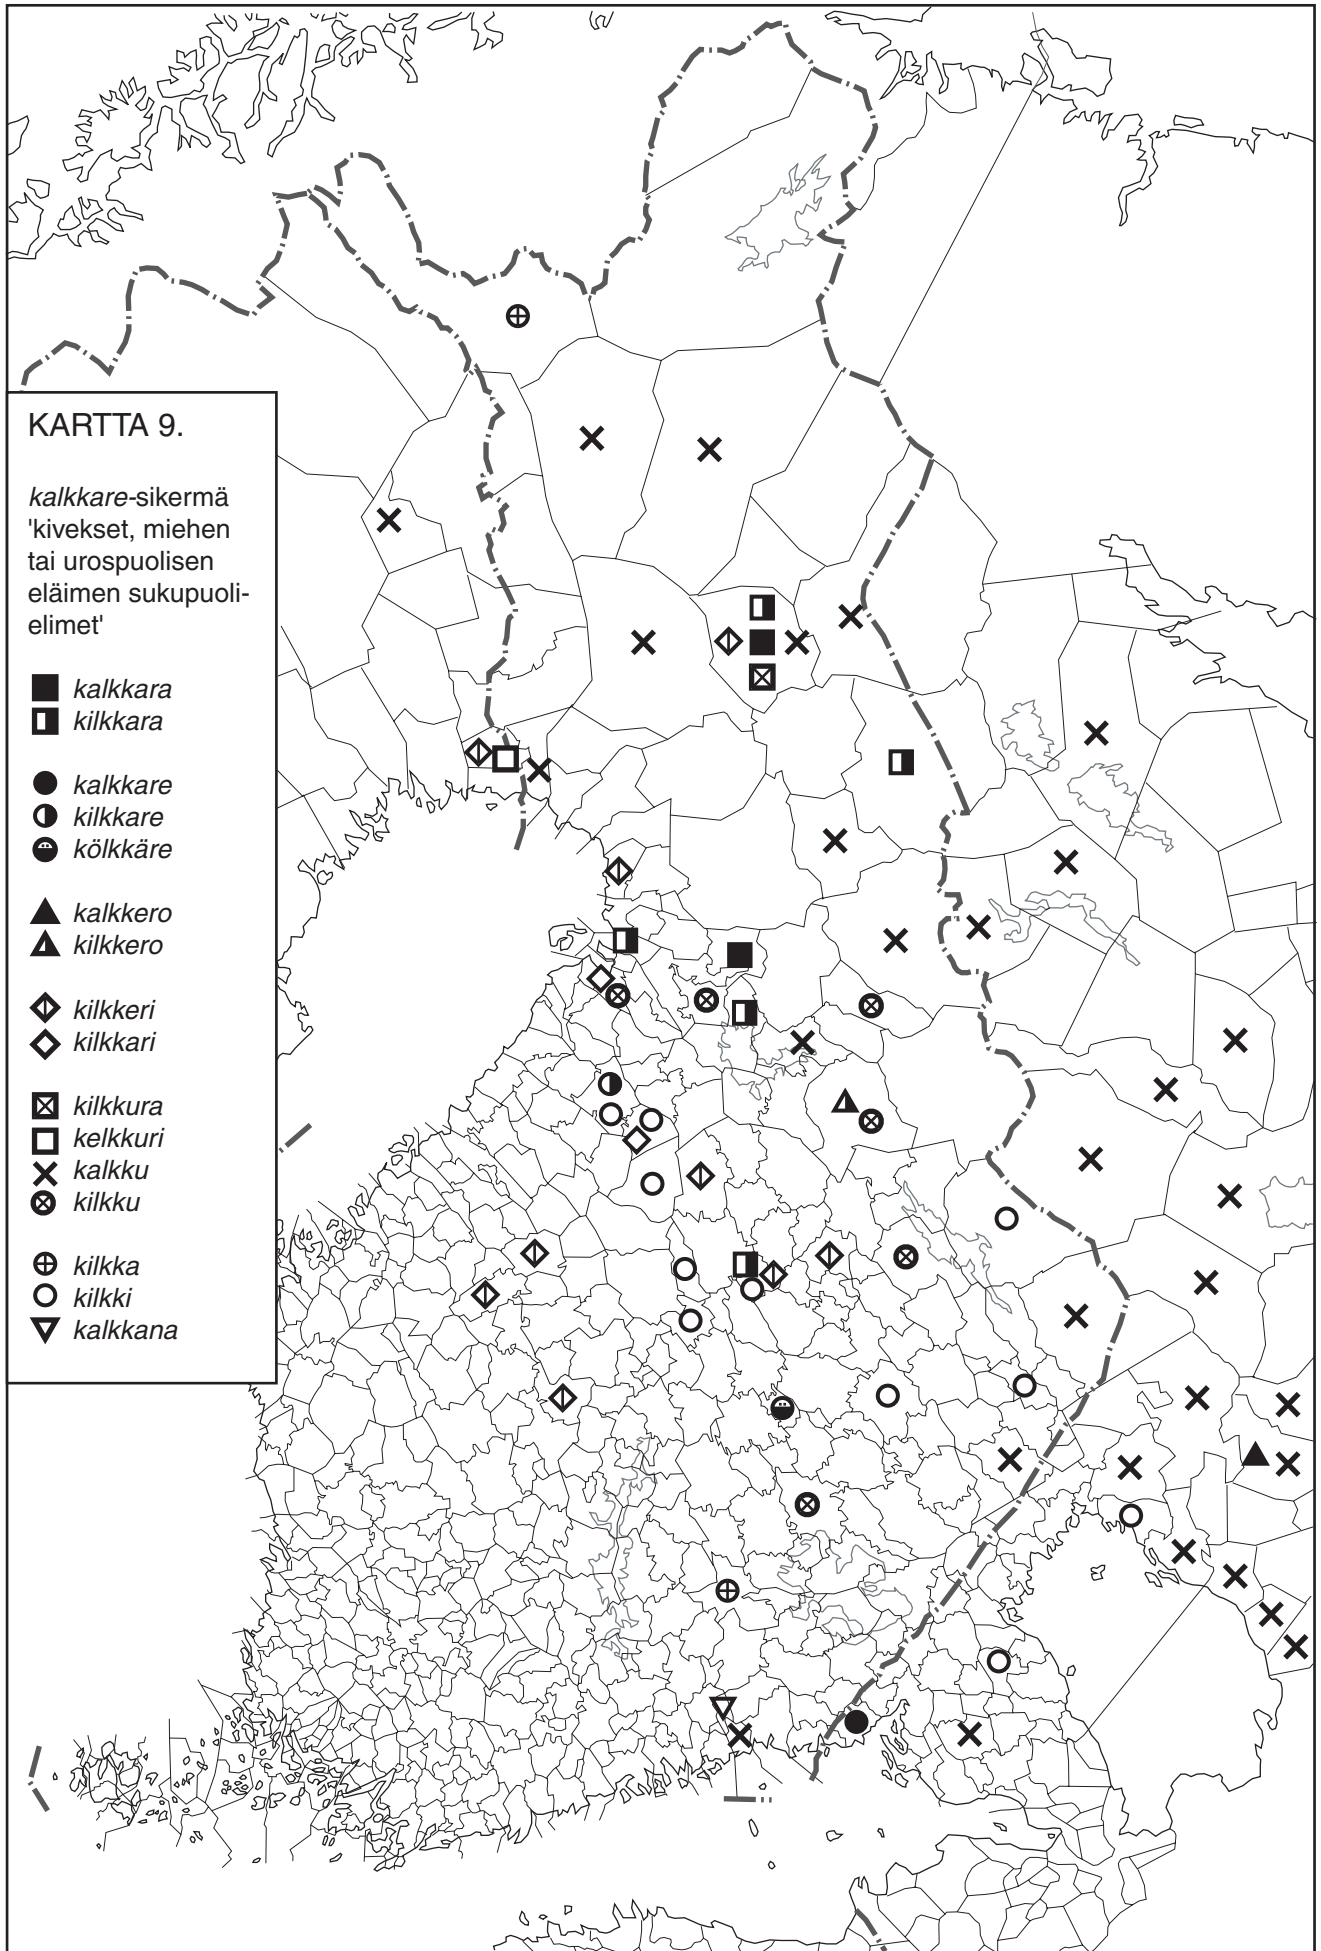 KARTTA 9.
kalkkare-sikermä
'kivekset, miehen
tai urospuolisen
eläimen sukupuoli-
elimet'
kalkkara
kilkkara
kalkkare
kilkkare
kölkkäre
kalkkero
kilkkero
kilkkeri
kilkkari
kilkkura
kelkkuri
kalkku
kilkku
kilkka
kilkki
kalkkana